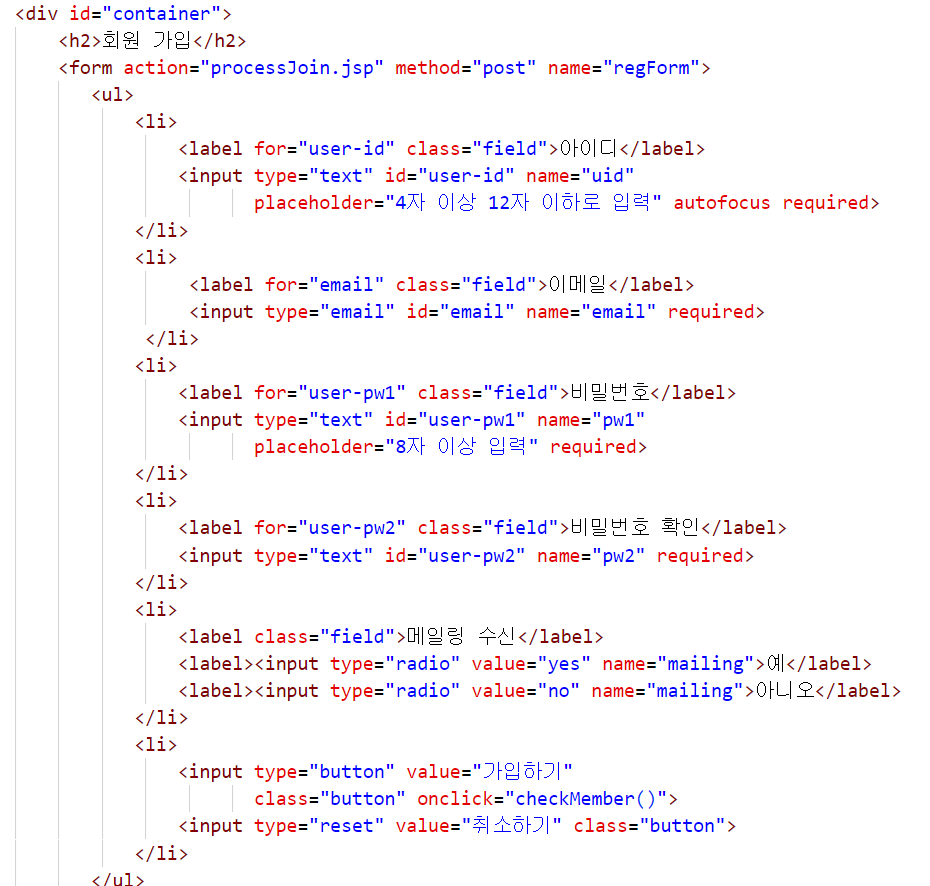 <div id="container">
<h2>회원 가입</h2>
<form action="processJoin.jsp" method="post" name="regForm">
<ul>
<li>
<label for="user-id" class="field">아이디</label>
<input type="text" id="user-id" name="uid"
placeholder="4자 이상 12자 이하로 입력" autofocus required>
</li>
<li>
<label for="email" class="field">이메일</label>
<input type="email" id="email" name="email" required>
</li>
<li>
<label for="user-pw1" class="field">비밀번호</label>
<input type="text" id="user-pw1" name="pw1"
placeholder="8자 이상 입력" required>
</li>
<li>
<label for="user-pw2" class="field">비밀번호 확인</label>
<input type="text" id="user-pw2" name="pw2" required>
</li>
<li>
<label class="field">메일링 수신</label>
<label><input type="radio" value="yes" name="mailing">예</label>
<label><input type="radio" value="no" name="mailing">아니오</label>
</li>
<li>
<input type="button" value="가입하기"
class="button" onclick="checkMember()">
<input type="reset" value="취소하기" class="button">
</li>
</ul>